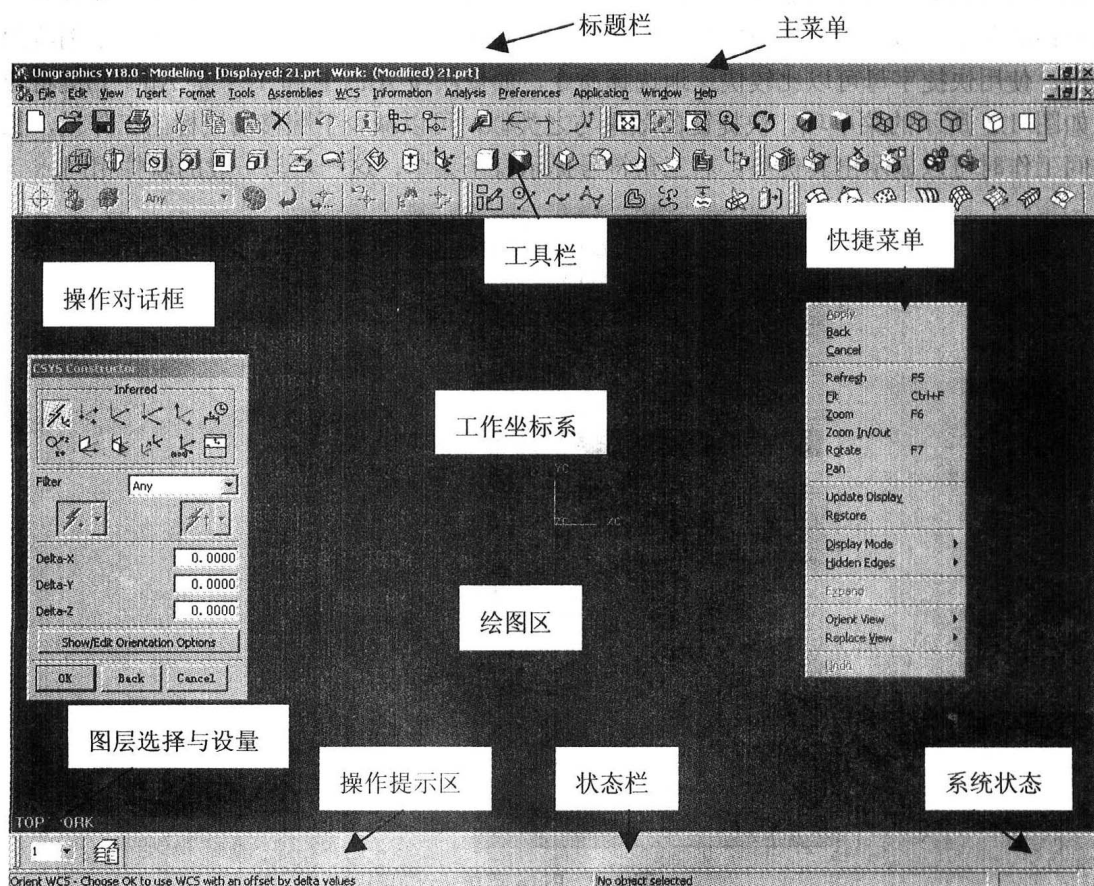 标题栏
主菜单
Unigraphics V18.0 - Modeling - [Displayed: 21.prt Work: (Modified) 21.prt]
File Edit View Insert Format Tools Assemblies WCS Information Analysis Preferences Application Window Help
Any
工具栏
快捷菜单
操作对话框
CSYS Constructor
Inferred
Filter Any
Delta-X 0.0000
Delta-Y 0.0000
Delta-Z 0.0000
Show/Edit Orientation Options
OK Back Cancel
工作坐标系
YC
ZC XC
绘图区
Apply
Back
Cancel
Refresh F5
Fit Ctrl+F
Zoom F6
Zoom In/Out
Rotate F7
Pan
Update Display
Restore
Display Mode
Hidden Edges
Expand
Orient View
Replace View
Undo
图层选择与设量
操作提示区
状态栏
系统状态
TOP ORK
1
Orient WCS - Choose OK to use WCS with an offset by delta values
No object selected